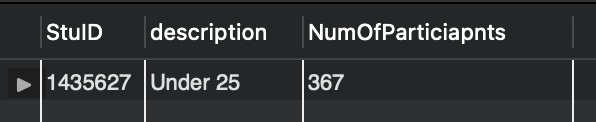 StuID description NumOfParticiapnts
1435627 Under 25 367